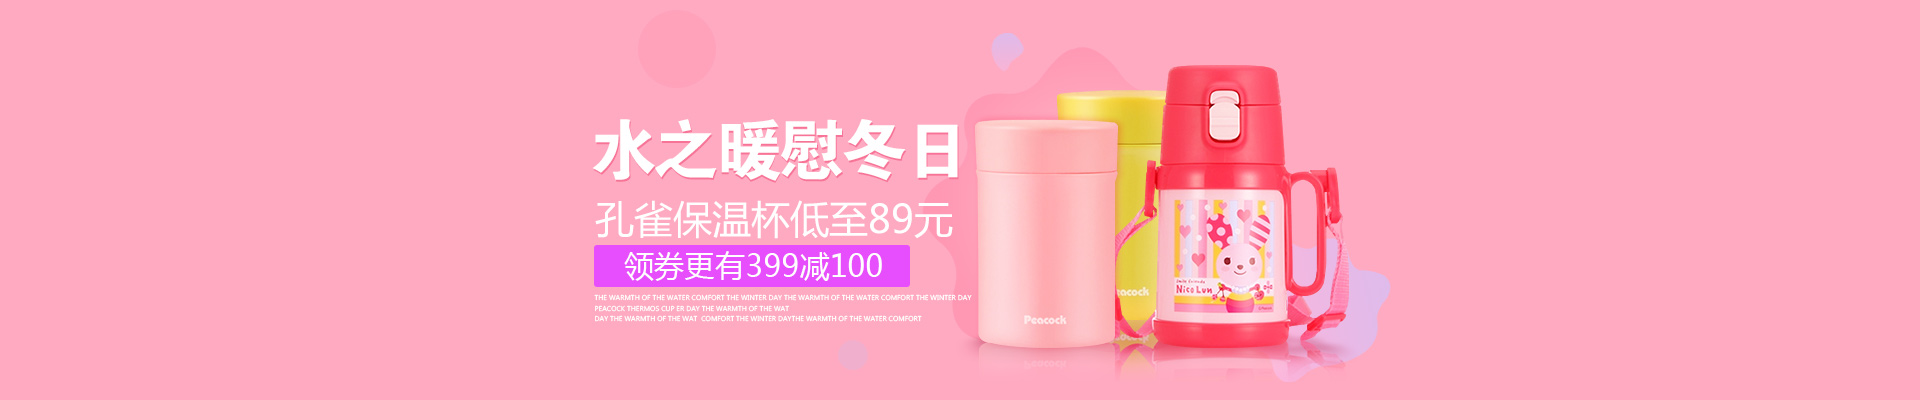 水之暖慰冬日
孔雀保温杯低至89元
领券更有399减100
THE WARMTH OF THE WATER COMFORT THE WINTER DAY THE WARMTH OF THE WATER COMFORT THE WINTER DAY
PEACOCK THERMOS CUP ER DAY THE WARMTH OF THE WAT
DAY THE WARMTH OF THE WAT COMFORT THE WINTER DAYTHE WARMTH OF THE WATER COMFORT
Peacock
Peacock
Nico Lun